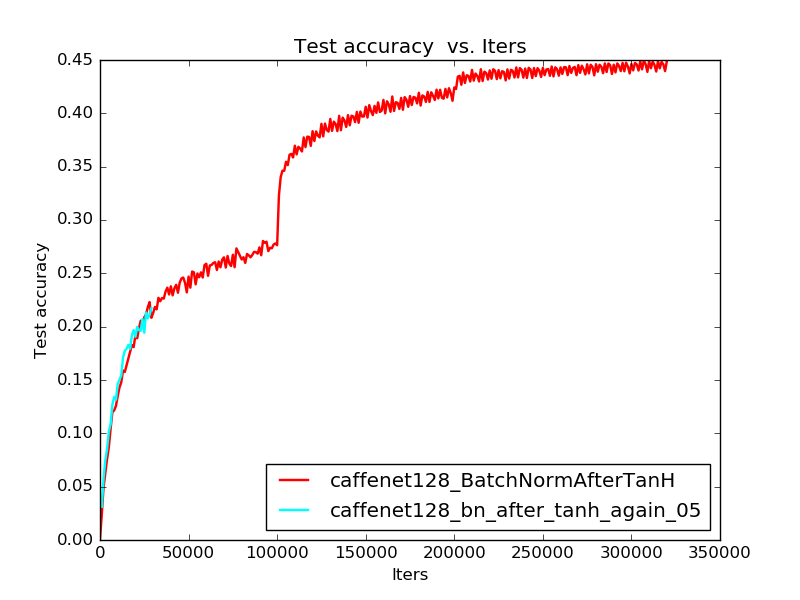 Test accuracy  vs. Iters
0.45
0.40
0.35
0.30
0.25
0.20
0.15
0.10
0.05
0.00
Test accuracy
0 50000 100000 150000 200000 250000 300000 350000
Iters
caffenet128_BatchNormAfterTanH
caffenet128_bn_after_tanh_again_05